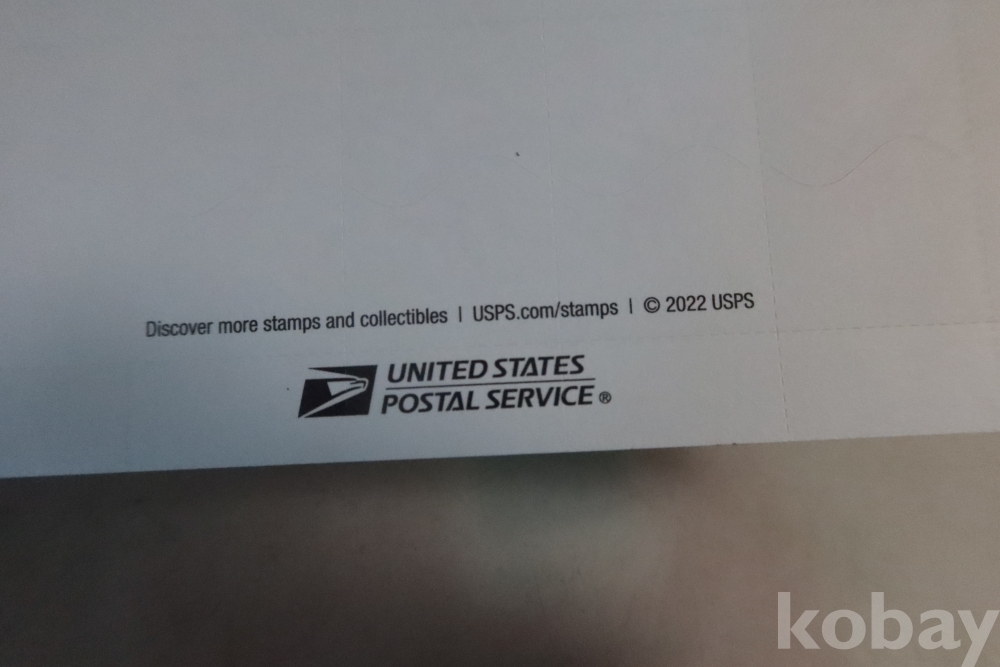 Discover more stamps and collectibles | USPS.com/stamps | © 2022 USPS
UNITED STATES
POSTAL SERVICE®
kobay